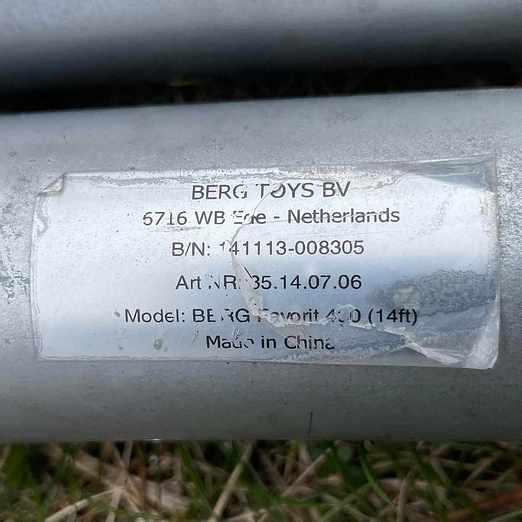 BERG TOYS BV
6716 WB Ede - Netherlands
B/N: 141113-008305
Art NR: 35.14.07.06
Model: BERG Favorit 430 (14ft)
Made in China